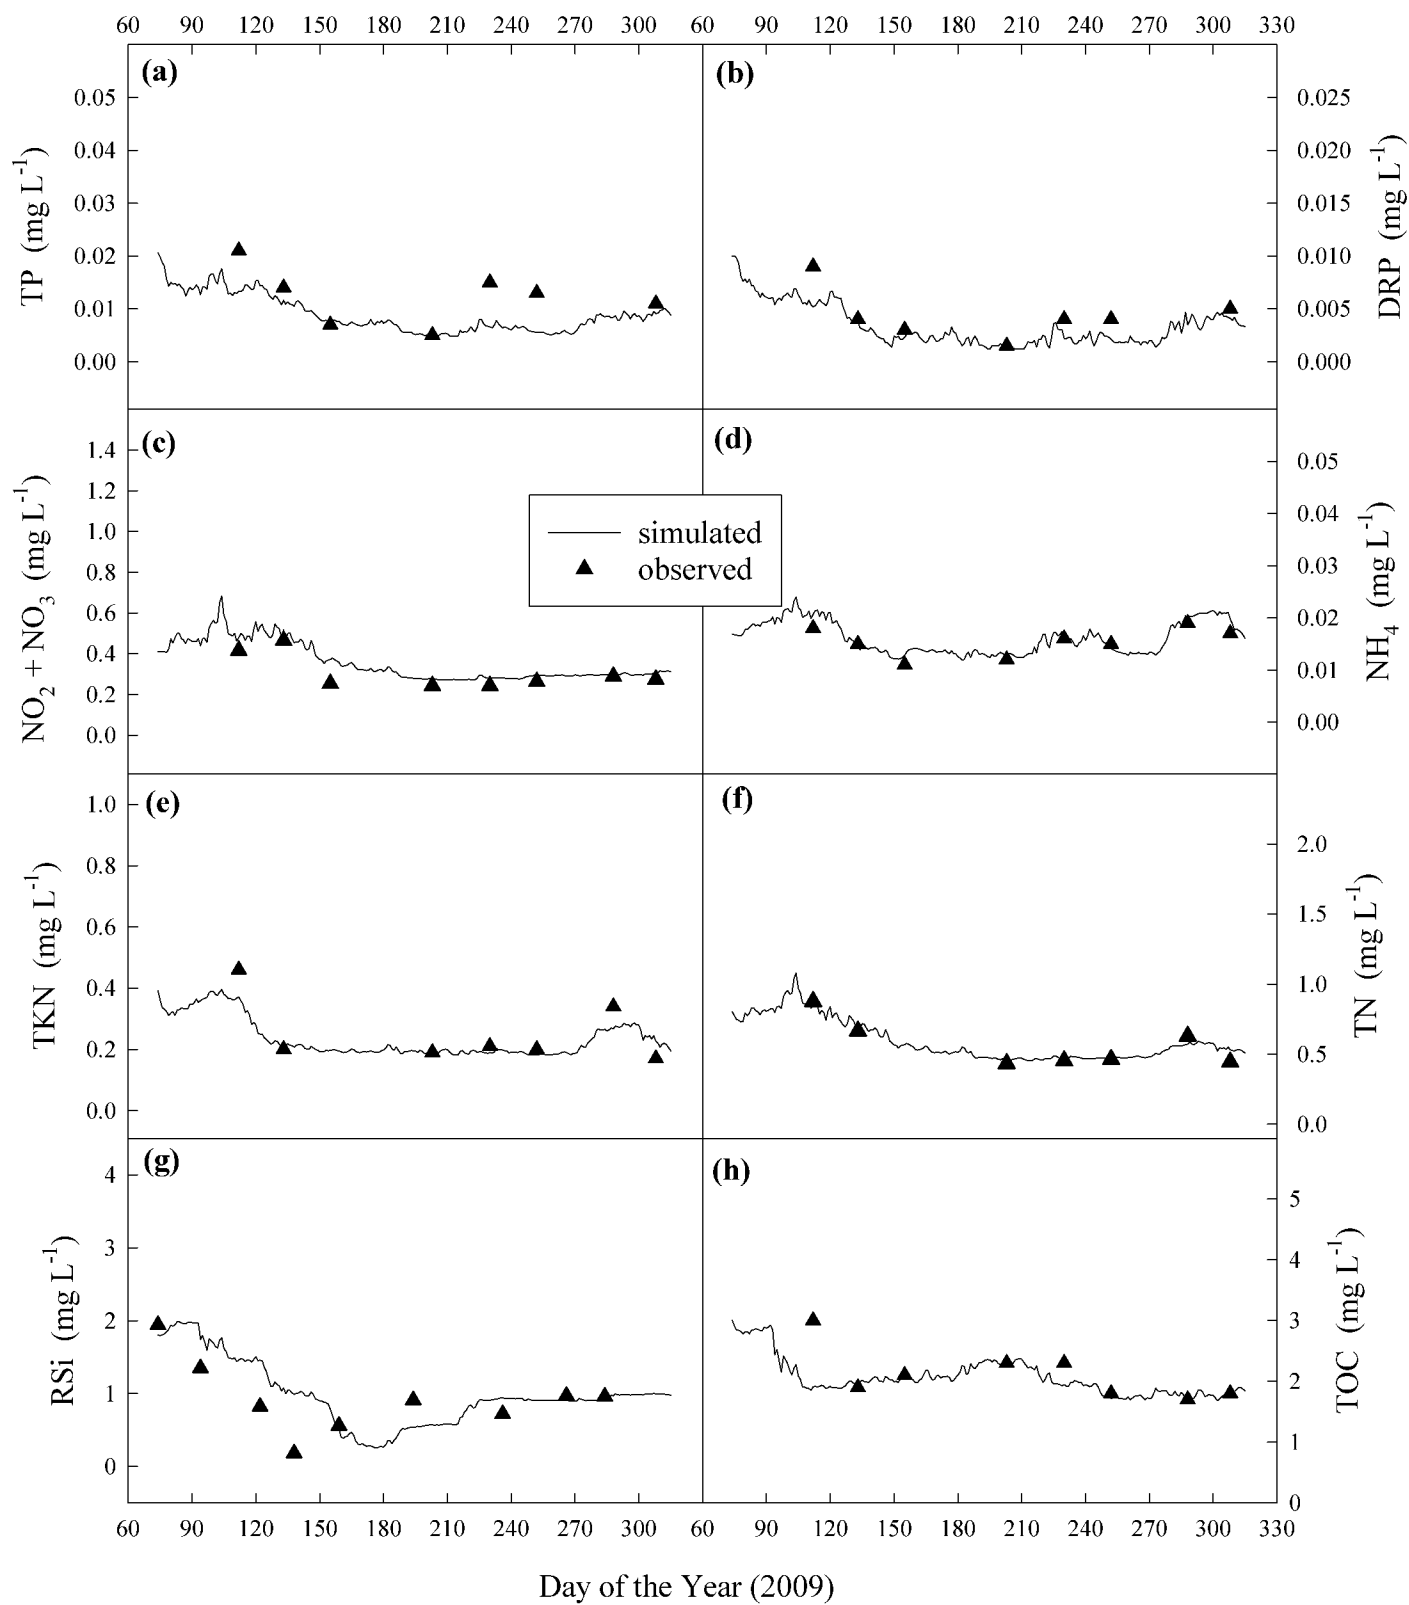 60 90 120 150 180 210 240 270 300 60 90 120 150 180 210 240 270 300 330
(a) (b)
0.05 0.025
0.04 0.020
0.03 0.015
0.02 0.010
0.01 0.005
0.00 0.000
TP (mg L⁻¹)
DRP (mg L⁻¹)
(c) (d)
1.4
1.2
1.0
0.8
0.6
0.4
0.2
0.0
NO₂ + NO₃ (mg L⁻¹)
simulated
observed
0.05
0.04
0.03
0.02
0.01
0.00
NH₄ (mg L⁻¹)
(e) (f)
1.0
0.8
0.6
0.4
0.2
0.0
TKN (mg L⁻¹)
2.0
1.5
1.0
0.5
0.0
TN (mg L⁻¹)
(g) (h)
4
3
2
1
0
RSi (mg L⁻¹)
5
4
3
2
1
0
TOC (mg L⁻¹)
60 90 120 150 180 210 240 270 300 60 90 120 150 180 210 240 270 300 330
Day of the Year (2009)